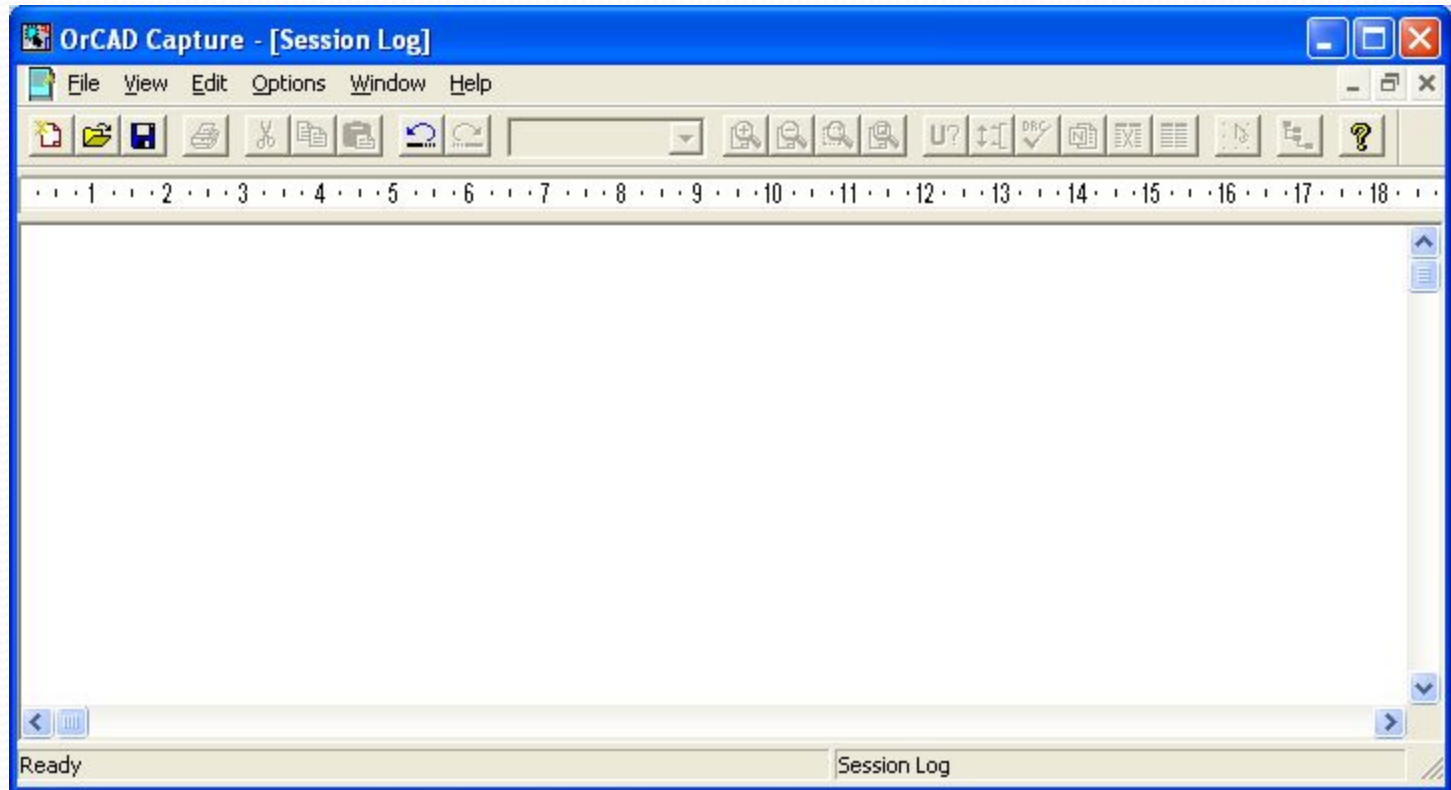 OrCAD Capture - [Session Log]
File View Edit Options Window Help
U? DRC N
1 2 3 4 5 6 7 8 9 10 11 12 13 14 15 16 17 18
Ready Session Log